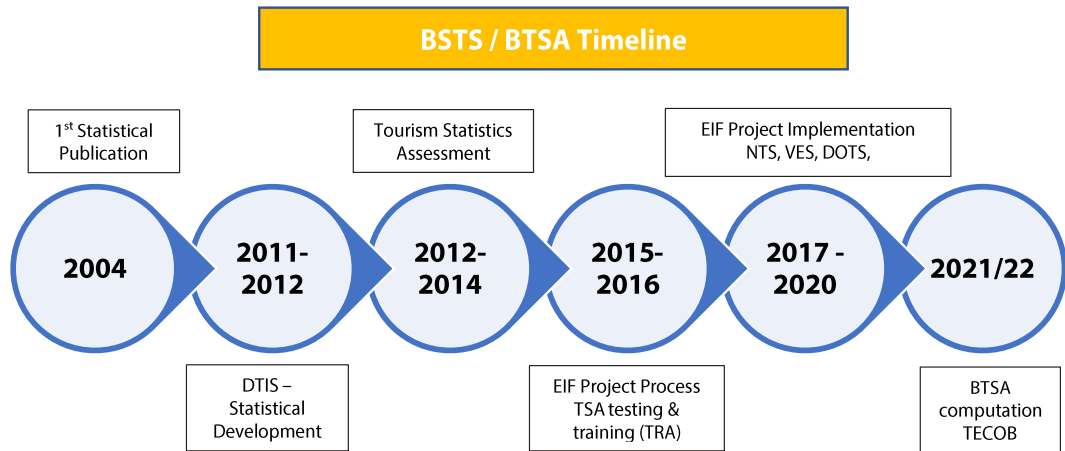 BSTS / BTSA Timeline
1st Statistical
Publication
Tourism Statistics
Assessment
EIF Project Implementation
NTS, VES, DOTS,
2004
2011-
2012
2012-
2014
2015-
2016
2017 -
2020
2021/22
DTIS –
Statistical
Development
EIF Project Process
TSA testing &
training (TRA)
BTSA
computation
TECOB